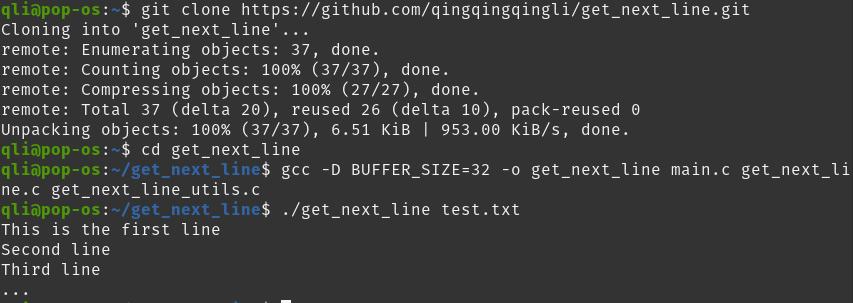 qli@pop-os:~$ git clone https://github.com/qingqingqingli/get_next_line.git
Cloning into 'get_next_line'...
remote: Enumerating objects: 37, done.
remote: Counting objects: 100% (37/37), done.
remote: Compressing objects: 100% (27/27), done.
remote: Total 37 (delta 20), reused 26 (delta 10), pack-reused 0
Unpacking objects: 100% (37/37), 6.51 KiB | 953.00 KiB/s, done.
qli@pop-os:~$ cd get_next_line
qli@pop-os:~/get_next_line$ gcc -D BUFFER_SIZE=32 -o get_next_line main.c get_next_li
ne.c get_next_line_utils.c
qli@pop-os:~/get_next_line$ ./get_next_line test.txt
This is the first line
Second line
Third line
...